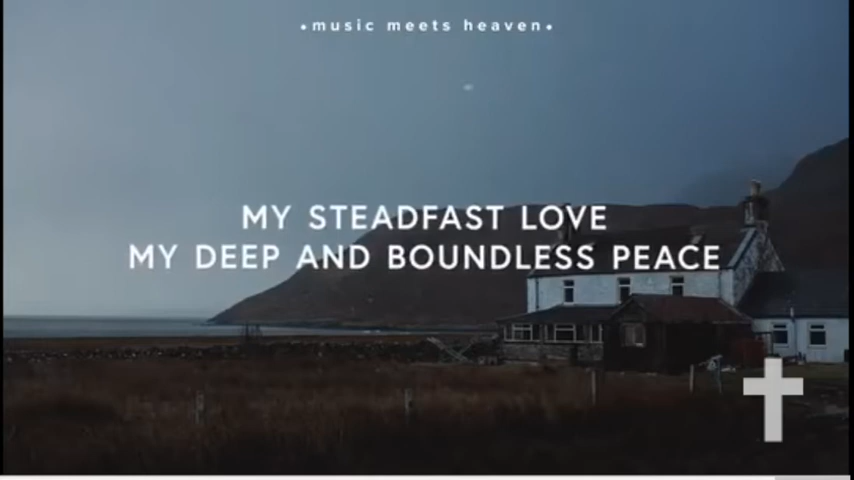 •music meets heaven•
MY STEADFAST LOVE
MY DEEP AND BOUNDLESS PEACE